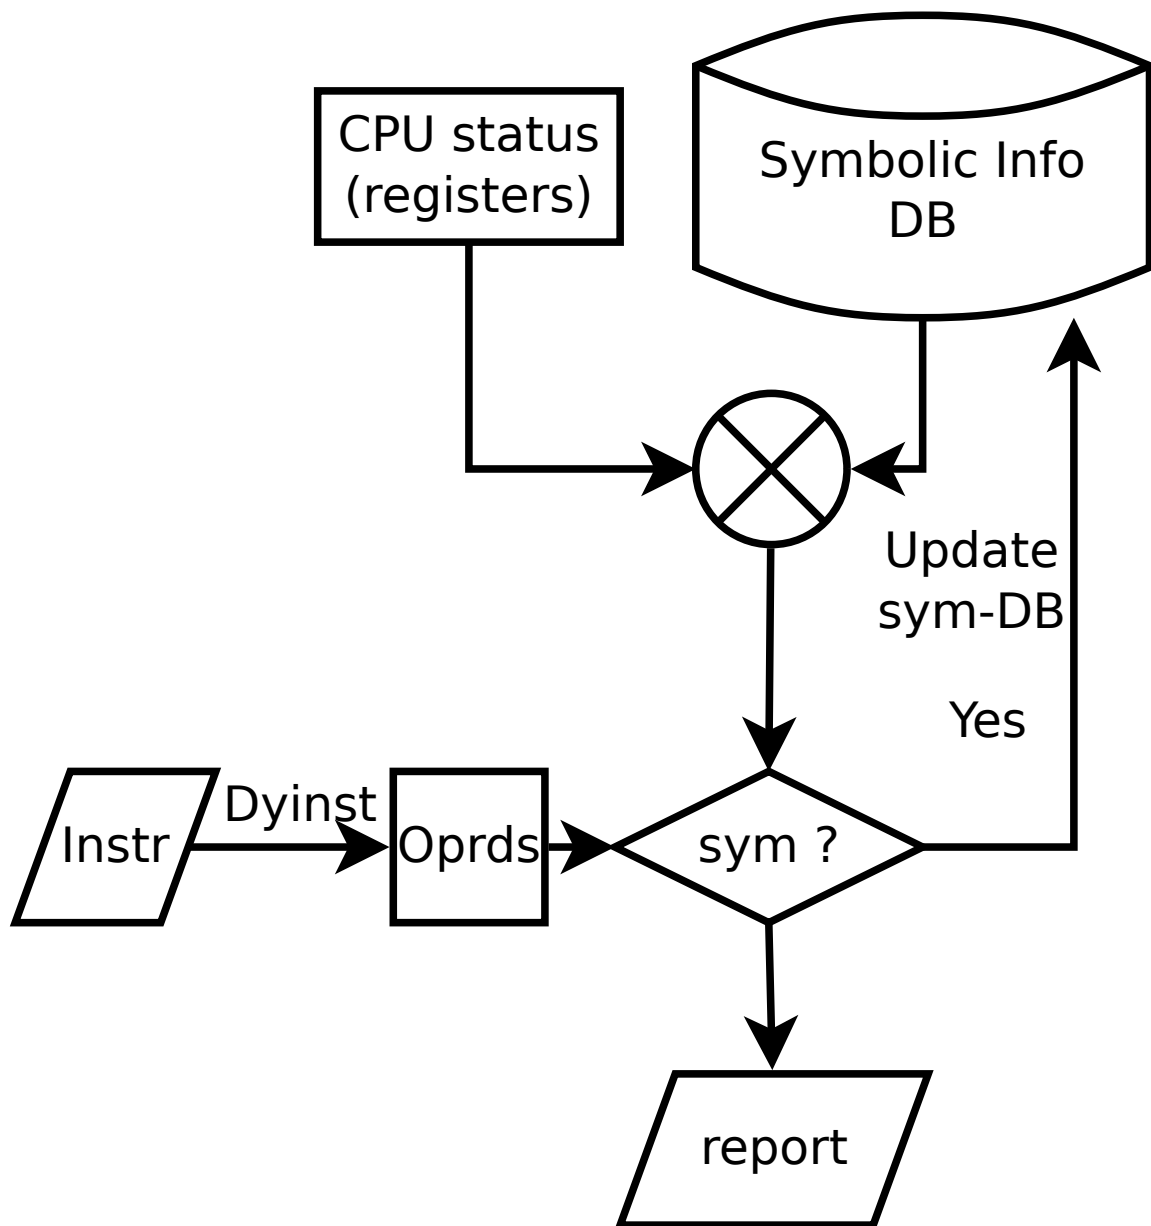 CPU status
(registers)
Symbolic Info
DB
Update
sym-DB
Yes
Dyinst
Instr
Oprds
sym ?
report